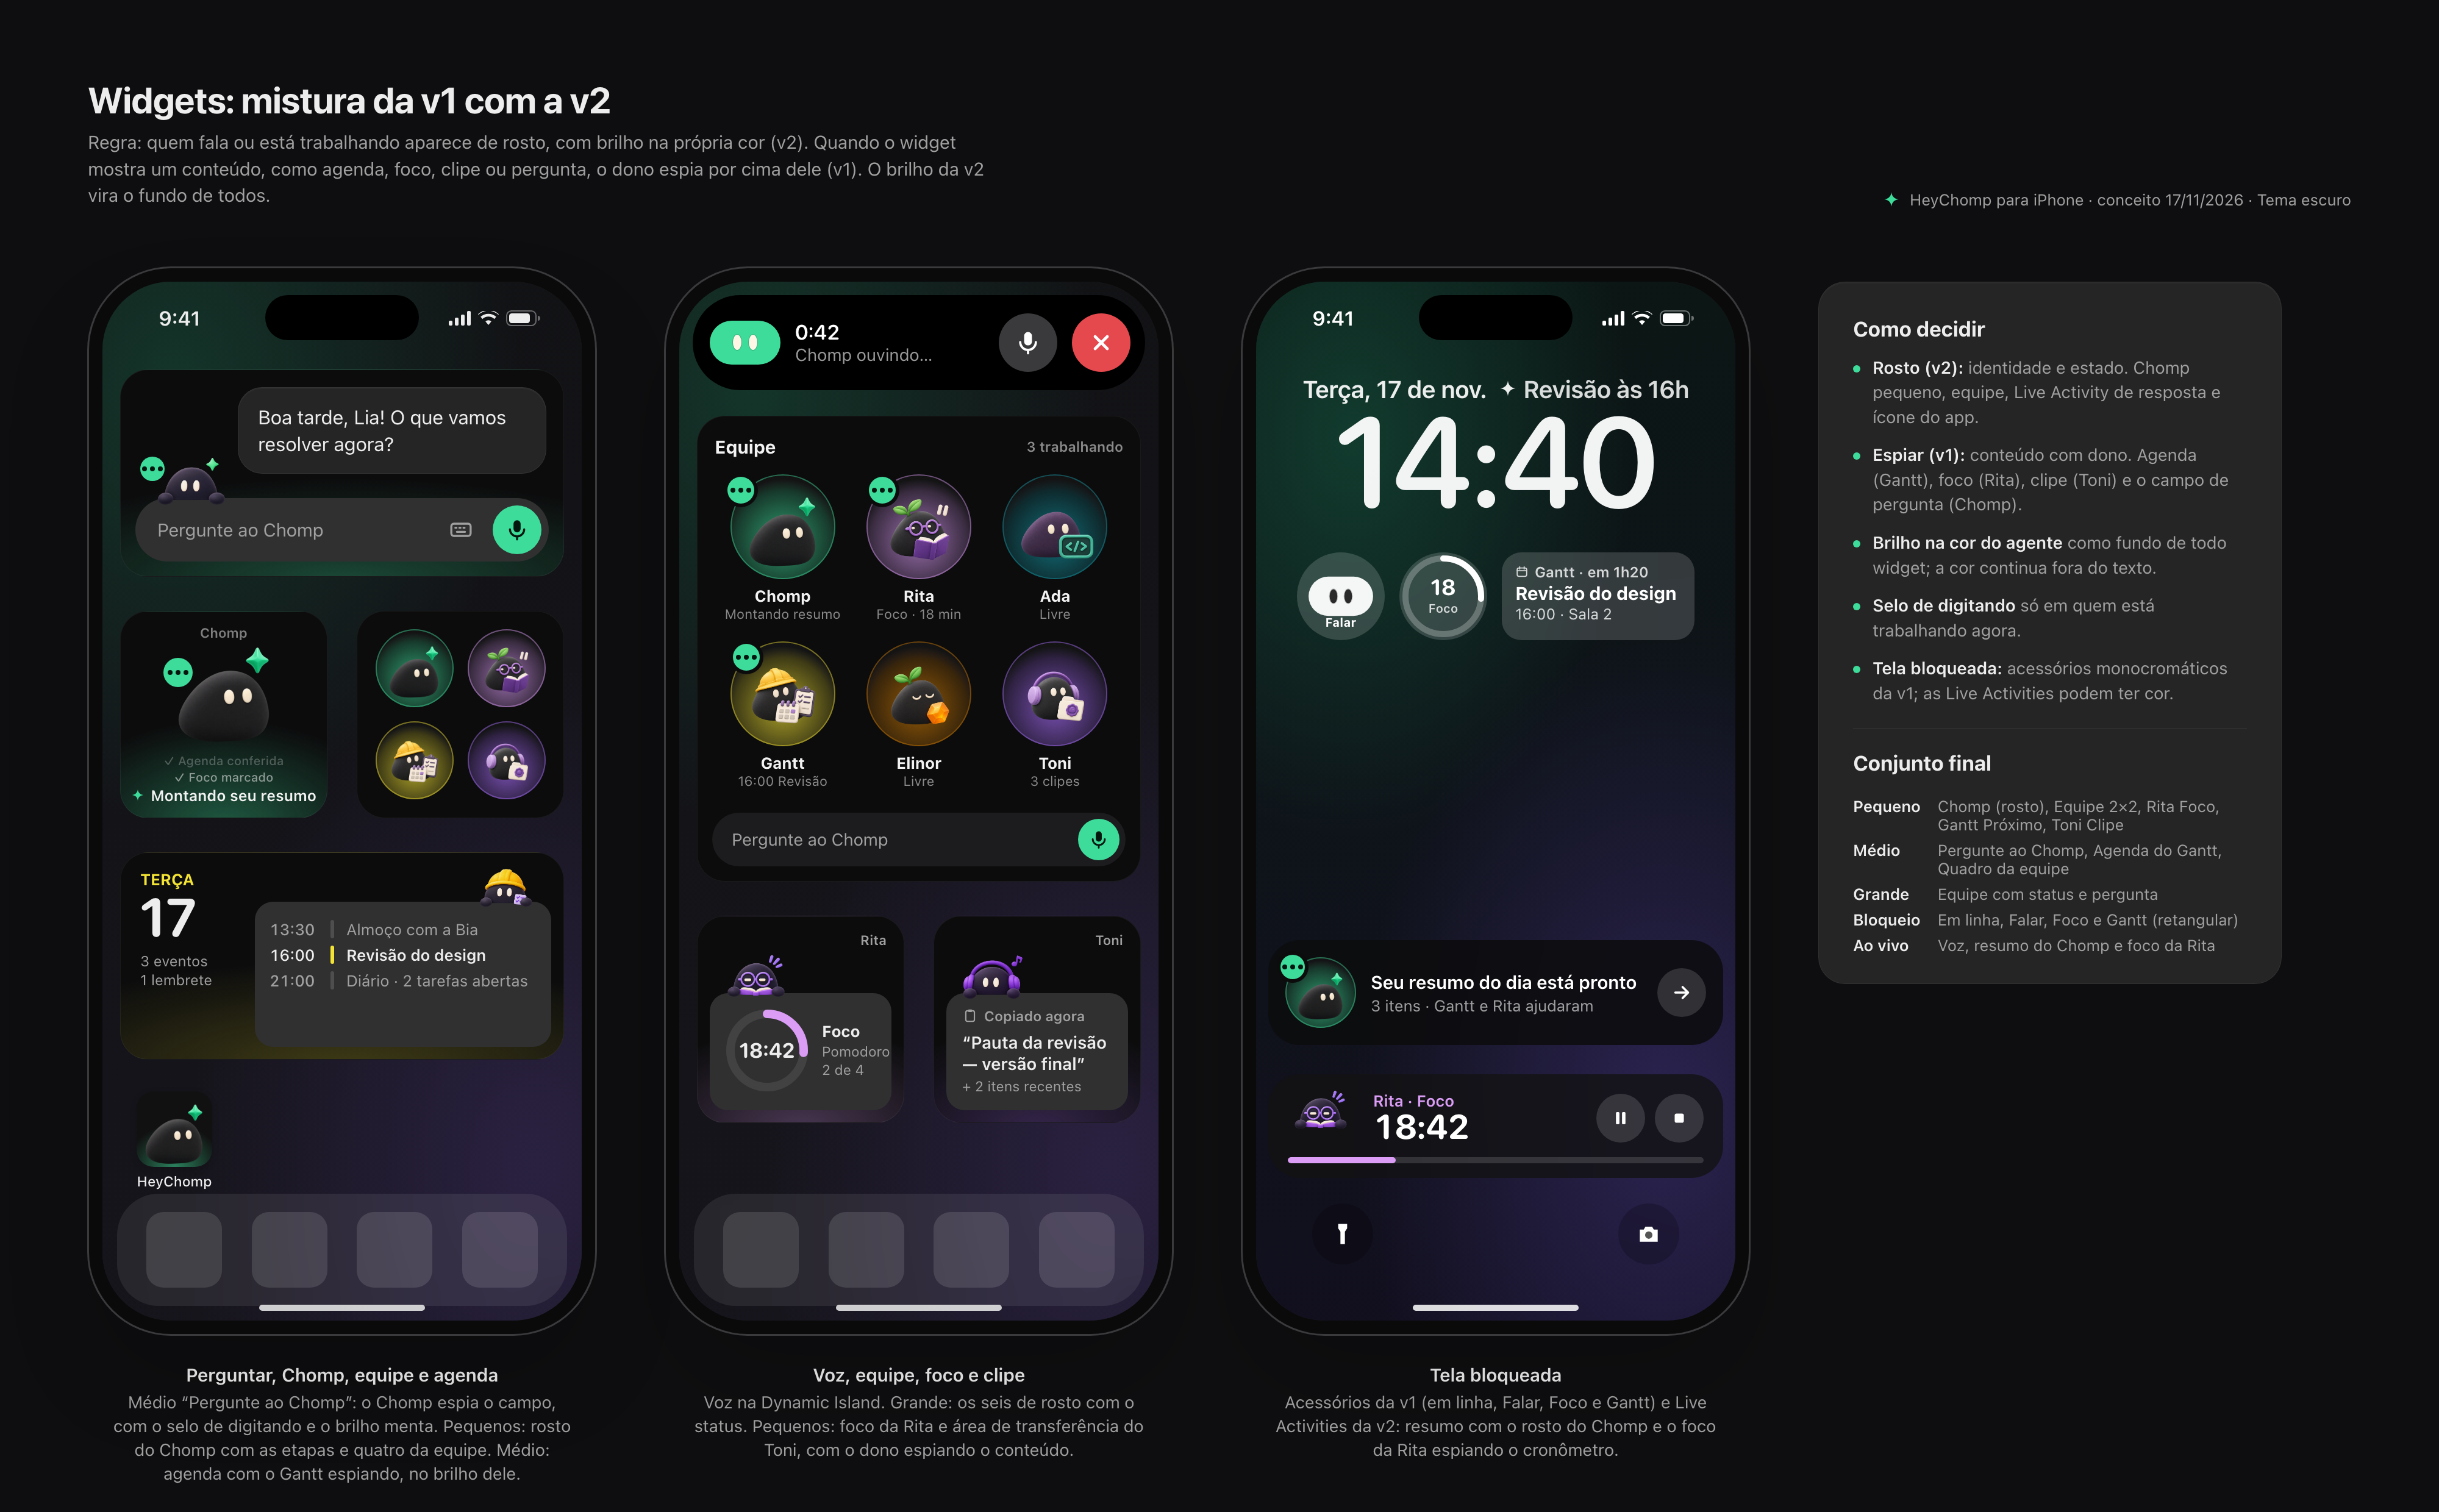 Widgets: mistura da v1 com a v2
Regra: quem fala ou está trabalhando aparece de rosto, com brilho na própria cor (v2). Quando o widget
mostra um conteúdo, como agenda, foco, clipe ou pergunta, o dono espia por cima dele (v1). O brilho da v2
vira o fundo de todos.
HeyChomp para iPhone · conceito 17/11/2026 · Tema escuro
9:41
Boa tarde, Lia! O que vamos
resolver agora?
Pergunte ao Chomp
Chomp
✓ Agenda conferida
✓ Foco marcado
Montando seu resumo
TERÇA
17
3 eventos
1 lembrete
13:30 Almoço com a Bia
16:00 Revisão do design
21:00 Diário · 2 tarefas abertas
HeyChomp
Perguntar, Chomp, equipe e agenda
Médio “Pergunte ao Chomp”: o Chomp espia o campo,
com o selo de digitando e o brilho menta. Pequenos: rosto
do Chomp com as etapas e quatro da equipe. Médio:
agenda com o Gantt espiando, no brilho dele.
0:42
Chomp ouvindo...
Equipe
3 trabalhando
Chomp
Montando resumo
Rita
Foco · 18 min
</>
Ada
Livre
Gantt
16:00 Revisão
Elinor
Livre
Toni
3 clipes
Pergunte ao Chomp
Rita
18:42
Foco
Pomodoro
2 de 4
Toni
Copiado agora
“Pauta da revisão
— versão final”
+ 2 itens recentes
Voz, equipe, foco e clipe
Voz na Dynamic Island. Grande: os seis de rosto com o
status. Pequenos: foco da Rita e área de transferência do
Toni, com o dono espiando o conteúdo.
9:41
Terça, 17 de nov. Revisão às 16h
14:40
Falar
18
Foco
Gantt · em 1h20
Revisão do design
16:00 · Sala 2
Seu resumo do dia está pronto
3 itens · Gantt e Rita ajudaram
Rita · Foco
18:42
Tela bloqueada
Acessórios da v1 (em linha, Falar, Foco e Gantt) e Live
Activities da v2: resumo com o rosto do Chomp e o foco
da Rita espiando o cronômetro.
Como decidir
Rosto (v2): identidade e estado. Chomp
pequeno, equipe, Live Activity de resposta e
ícone do app.
Espiar (v1): conteúdo com dono. Agenda
(Gantt), foco (Rita), clipe (Toni) e o campo de
pergunta (Chomp).
Brilho na cor do agente como fundo de todo
widget; a cor continua fora do texto.
Selo de digitando só em quem está
trabalhando agora.
Tela bloqueada: acessórios monocromáticos
da v1; as Live Activities podem ter cor.
Conjunto final
Pequeno Chomp (rosto), Equipe 2×2, Rita Foco,
Gantt Próximo, Toni Clipe
Médio Pergunte ao Chomp, Agenda do Gantt,
Quadro da equipe
Grande Equipe com status e pergunta
Bloqueio Em linha, Falar, Foco e Gantt (retangular)
Ao vivo Voz, resumo do Chomp e foco da Rita